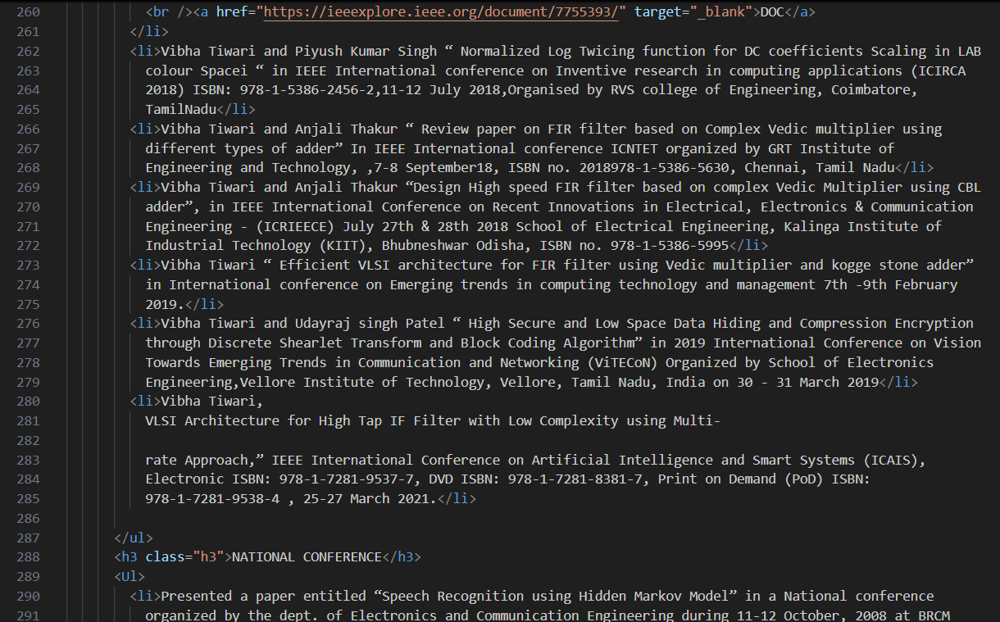 260 <br /><a href="https://ieeexplore.ieee.org/document/7755393/" target="_blank">DOC</a>
261 </li>
262 <li>Vibha Tiwari and Piyush Kumar Singh “ Normalized Log Twicing function for DC coefficients Scaling in LAB
263 colour Spacei “ in IEEE International conference on Inventive research in computing applications (ICIRCA
264 2018) ISBN: 978-1-5386-2456-2,11-12 July 2018,Organised by RVS college of Engineering, Coimbatore,
265 TamilNadu</li>
266 <li>Vibha Tiwari and Anjali Thakur “ Review paper on FIR filter based on Complex Vedic multiplier using
267 different types of adder” In IEEE International conference ICNTET organized by GRT Institute of
268 Engineering and Technology, ,7-8 September18, ISBN no. 2018978-1-5386-5630, Chennai, Tamil Nadu</li>
269 <li>Vibha Tiwari and Anjali Thakur “Design High speed FIR filter based on complex Vedic Multiplier using CBL
270 adder”, in IEEE International Conference on Recent Innovations in Electrical, Electronics & Communication
271 Engineering - (ICRIEECE) July 27th & 28th 2018 School of Electrical Engineering, Kalinga Institute of
272 Industrial Technology (KIIT), Bhubneshwar Odisha, ISBN no. 978-1-5386-5995</li>
273 <li>Vibha Tiwari “ Efficient VLSI architecture for FIR filter using Vedic multiplier and kogge stone adder”
274 in International conference on Emerging trends in computing technology and management 7th -9th February
275 2019.</li>
276 <li>Vibha Tiwari and Udayraj singh Patel “ High Secure and Low Space Data Hiding and Compression Encryption
277 through Discrete Shearlet Transform and Block Coding Algorithm” in 2019 International Conference on Vision
278 Towards Emerging Trends in Communication and Networking (ViTECoN) Organized by School of Electronics
279 Engineering,Vellore Institute of Technology, Vellore, Tamil Nadu, India on 30 - 31 March 2019</li>
280 <li>Vibha Tiwari,
281 VLSI Architecture for High Tap IF Filter with Low Complexity using Multi-
282
283 rate Approach,” IEEE International Conference on Artificial Intelligence and Smart Systems (ICAIS),
284 Electronic ISBN: 978-1-7281-9537-7, DVD ISBN: 978-1-7281-8381-7, Print on Demand (PoD) ISBN:
285 978-1-7281-9538-4 , 25-27 March 2021.</li>
286
287 </ul>
288 <h3 class="h3">NATIONAL CONFERENCE</h3>
289 <Ul>
290 <li>Presented a paper entitled “Speech Recognition using Hidden Markov Model” in a National conference
291 organized by the dept. of Electronics and Communication Engineering during 11-12 October, 2008 at BRCM